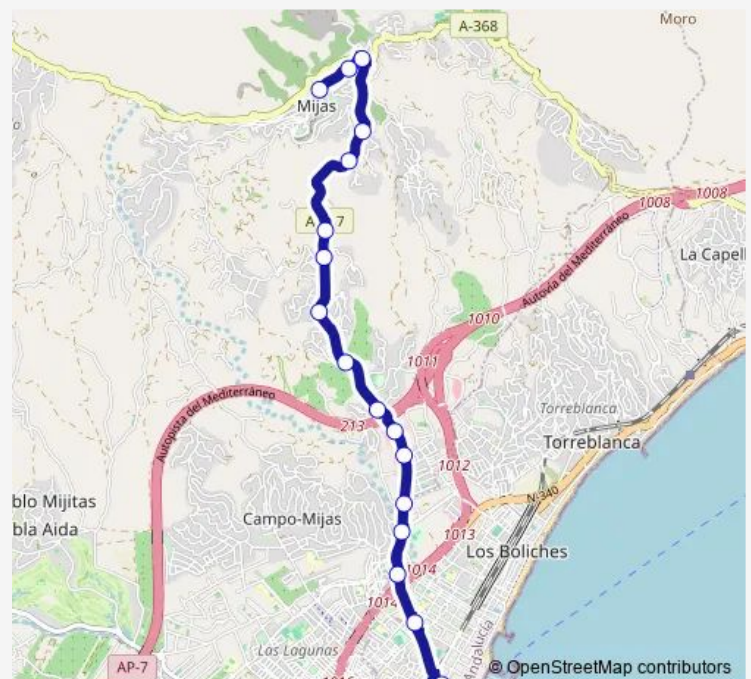 Moro
A-368
Mijas
1008
1008
Autovía del Mediterráneo
La Capell
1010
1011
Torreblanca
Torreblanca
Autopista del Mediterráneo
213
1012
N-340
blo Mijitas
bla Aida
Campo-Mijas
1013
Los Boliches
1014
1014
Las Lagunas
AP-7
Andalucía
© OpenStreetMap contributors